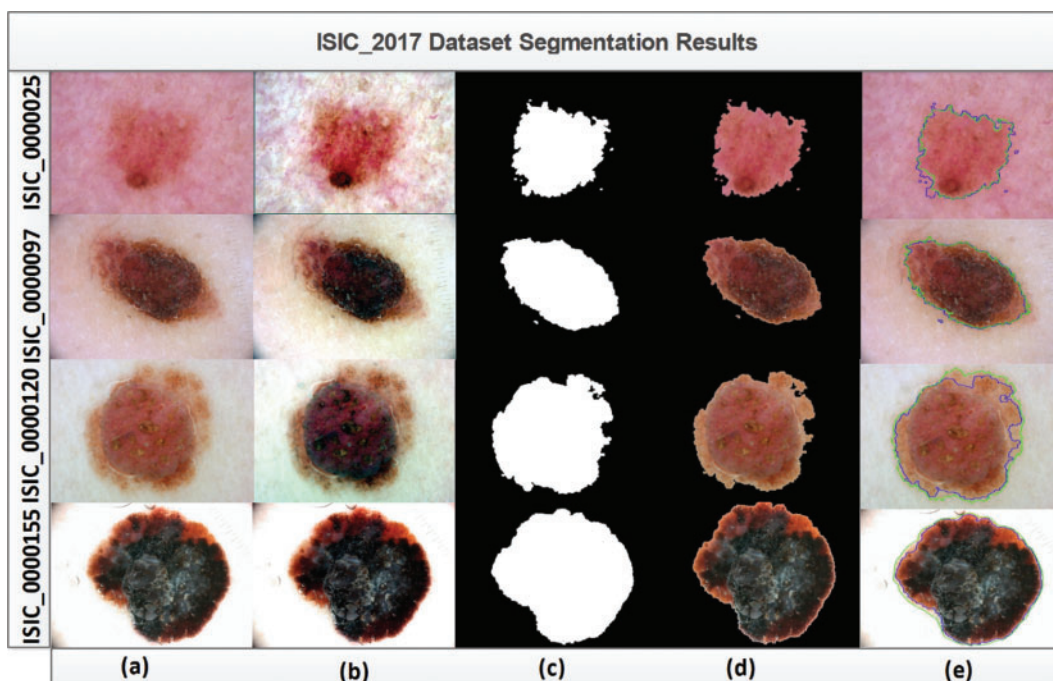 ISIC_2017 Dataset Segmentation Results
ISIC_0000025
ISIC_0000097
ISIC_0000120
ISIC_0000155
(a) (b) (c) (d) (e)